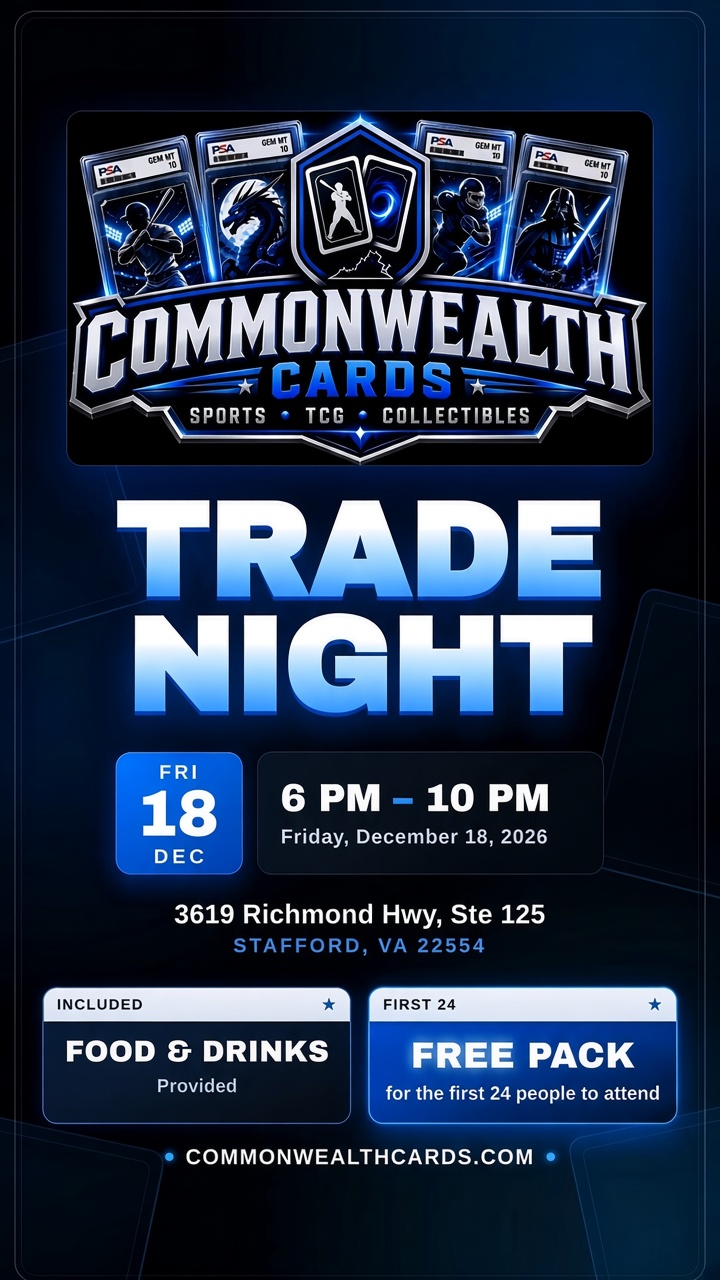 PSA GEM MT 10
PSA GEM MT 10
PSA GEM MT 10
PSA GEM MT 10
COMMONWEALTH
CARDS
SPORTS • TCG • COLLECTIBLES
TRADE
NIGHT
FRI
18
DEC
6 PM – 10 PM
Friday, December 18, 2026
3619 Richmond Hwy, Ste 125
STAFFORD, VA 22554
INCLUDED
FOOD & DRINKS
Provided
FIRST 24
FREE PACK
for the first 24 people to attend
COMMONWEALTHCARDS.COM